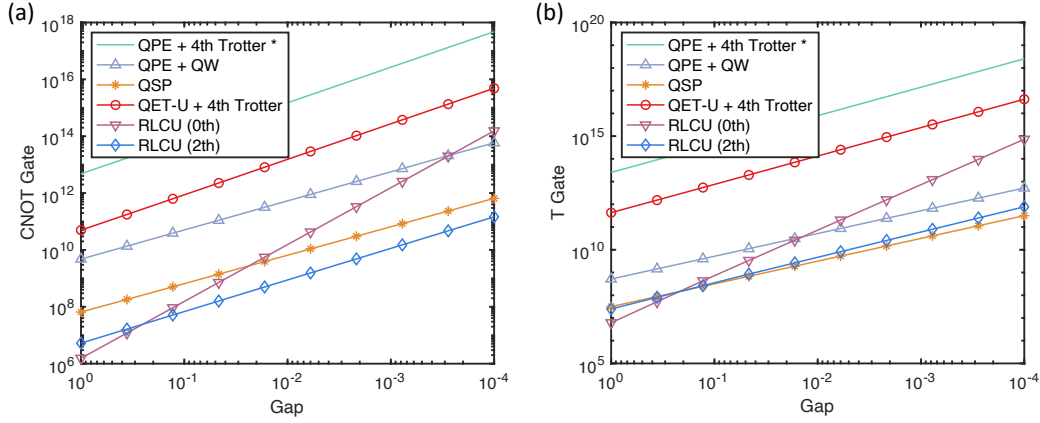 (a)
10^18
10^16
10^14
10^12
10^10
10^8
10^6
CNOT Gate
QPE + 4th Trotter *
QPE + QW
QSP
QET-U + 4th Trotter
RLCU (0th)
RLCU (2th)
10^0
10^-1
10^-2
10^-3
10^-4
Gap
(b)
10^20
10^15
10^10
10^5
T Gate
QPE + 4th Trotter *
QPE + QW
QSP
QET-U + 4th Trotter
RLCU (0th)
RLCU (2th)
10^0
10^-1
10^-2
10^-3
10^-4
Gap